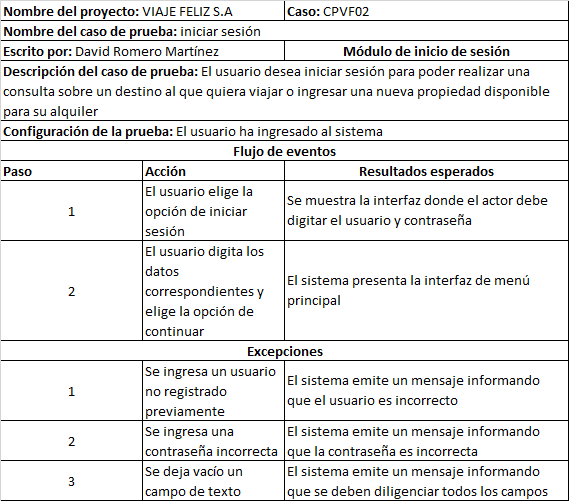 Nombre del proyecto: VIAJE FELIZ S.A Caso: CPVF02
Nombre del caso de prueba: iniciar sesión
Escrito por: David Romero Martínez Módulo de inicio de sesión
Descripción del caso de prueba: El usuario desea iniciar sesión para poder realizar una
consulta sobre un destino al que quiera viajar o ingresar una nueva propiedad disponible
para su alquiler
Configuración de la prueba: El usuario ha ingresado al sistema
Flujo de eventos
Paso Acción Resultados esperados
1
El usuario elige la
opción de iniciar
sesión
Se muestra la interfaz donde el actor debe
digitar el usuario y contraseña
2
El usuario digita los
datos
correspondientes y
elige la opción de
continuar
El sistema presenta la interfaz de menú
principal
Excepciones
1
Se ingresa un usuario
no registrado
previamente
El sistema emite un mensaje informando
que el usuario es incorrecto
2
Se ingresa una
contraseña incorrecta
El sistema emite un mensaje informando
que la contraseña es incorrecta
3
Se deja vacío un
campo de texto
El sistema emite un mensaje informando
que se deben diligenciar todos los campos